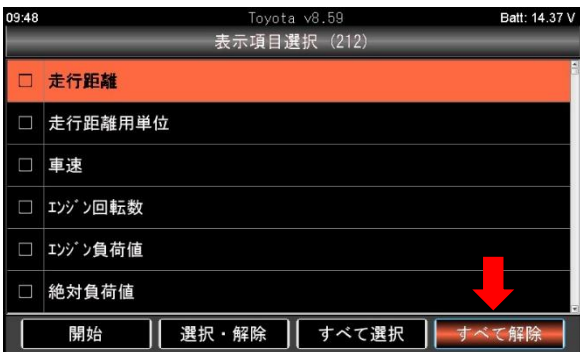 09:48 Toyota v8.59 Batt: 14.37 V
表示項目選択 (212)
走行距離
走行距離用単位
車速
ｴﾝｼﾞﾝ回転数
ｴﾝｼﾞﾝ負荷値
絶対負荷値
開始 選択・解除 すべて選択 すべて解除